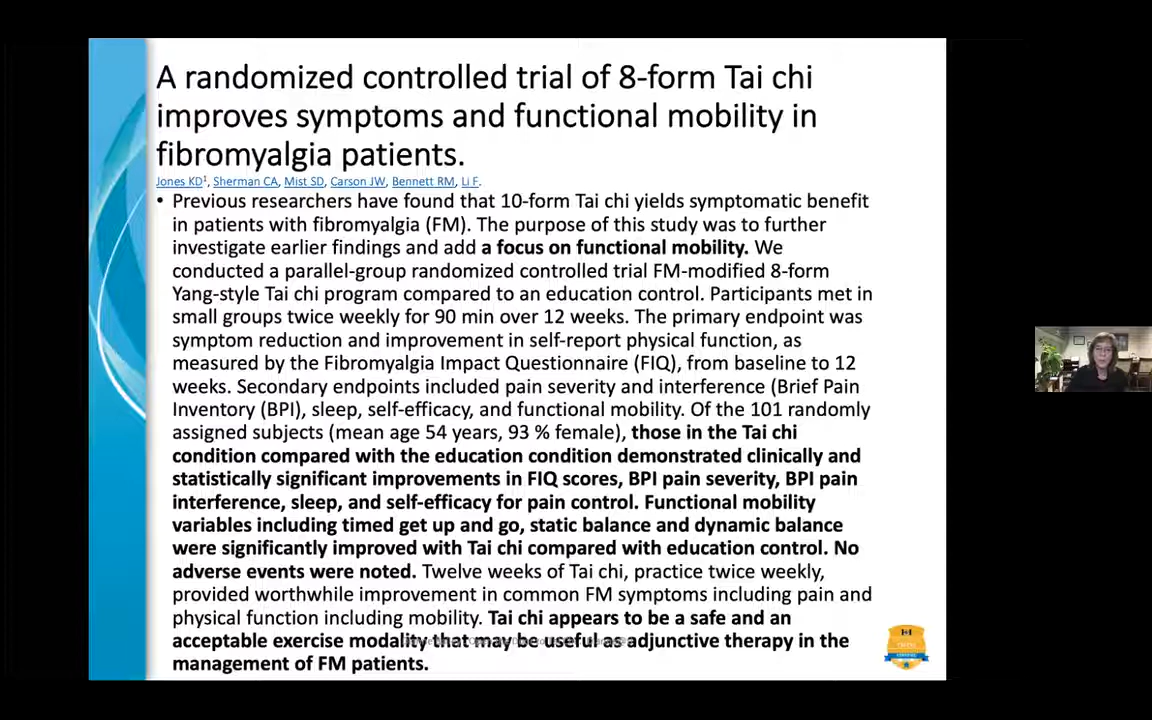 A randomized controlled trial of 8-form Tai chi
improves symptoms and functional mobility in
fibromyalgia patients.
Jones KD1, Sherman CA, Mist SD, Carson JW, Bennett RM, Li F.
• Previous researchers have found that 10-form Tai chi yields symptomatic benefit
in patients with fibromyalgia (FM). The purpose of this study was to further
investigate earlier findings and add a focus on functional mobility. We
conducted a parallel-group randomized controlled trial FM-modified 8-form
Yang-style Tai chi program compared to an education control. Participants met in
small groups twice weekly for 90 min over 12 weeks. The primary endpoint was
symptom reduction and improvement in self-report physical function, as
measured by the Fibromyalgia Impact Questionnaire (FIQ), from baseline to 12
weeks. Secondary endpoints included pain severity and interference (Brief Pain
Inventory (BPI), sleep, self-efficacy, and functional mobility. Of the 101 randomly
assigned subjects (mean age 54 years, 93 % female), those in the Tai chi
condition compared with the education condition demonstrated clinically and
statistically significant improvements in FIQ scores, BPI pain severity, BPI pain
interference, sleep, and self-efficacy for pain control. Functional mobility
variables including timed get up and go, static balance and dynamic balance
were significantly improved with Tai chi compared with education control. No
adverse events were noted. Twelve weeks of Tai chi, practice twice weekly,
provided worthwhile improvement in common FM symptoms including pain and
physical function including mobility. Tai chi appears to be a safe and an
acceptable exercise modality that may be useful as adjunctive therapy in the
management of FM patients.